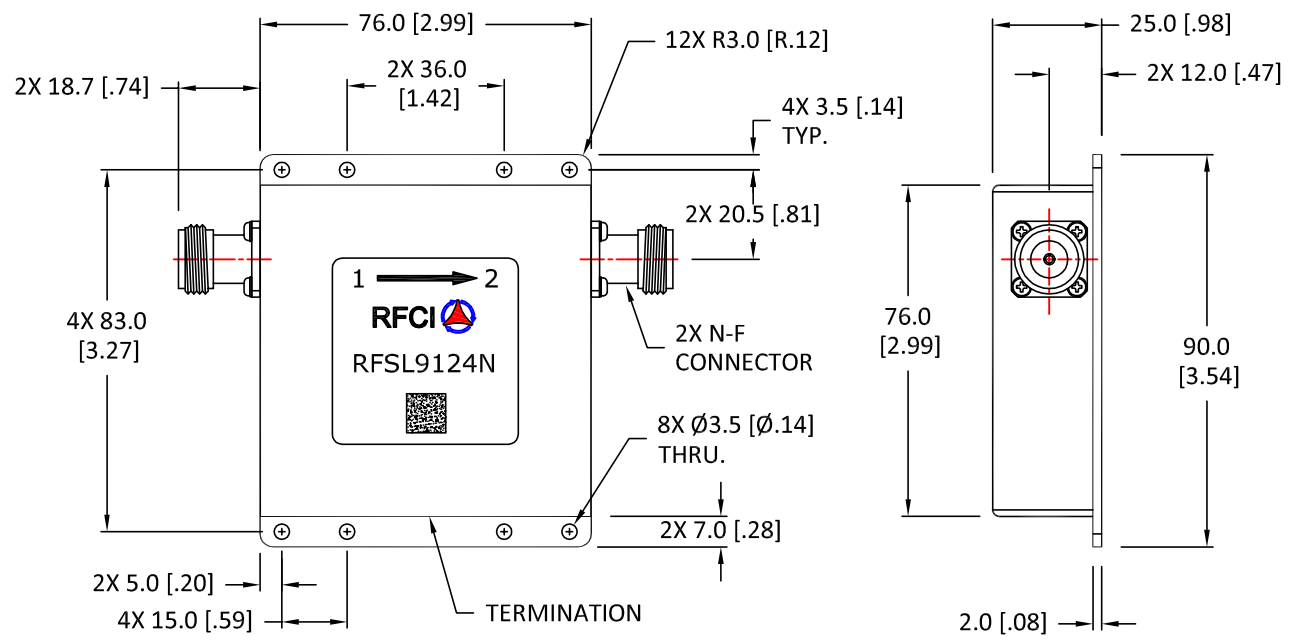 76.0 [2.99]
25.0 [.98]
12X R3.0 [R.12]
2X 18.7 [.74]
2X 36.0
[1.42]
2X 12.0 [.47]
4X 3.5 [.14]
TYP.
2X 20.5 [.81]
1
2
RFCI
RFSL9124N
4X 83.0
[3.27]
2X N-F
CONNECTOR
76.0
[2.99]
90.0
[3.54]
8X Ø3.5 [Ø.14]
THRU.
2X 7.0 [.28]
2X 5.0 [.20]
4X 15.0 [.59]
TERMINATION
2.0 [.08]